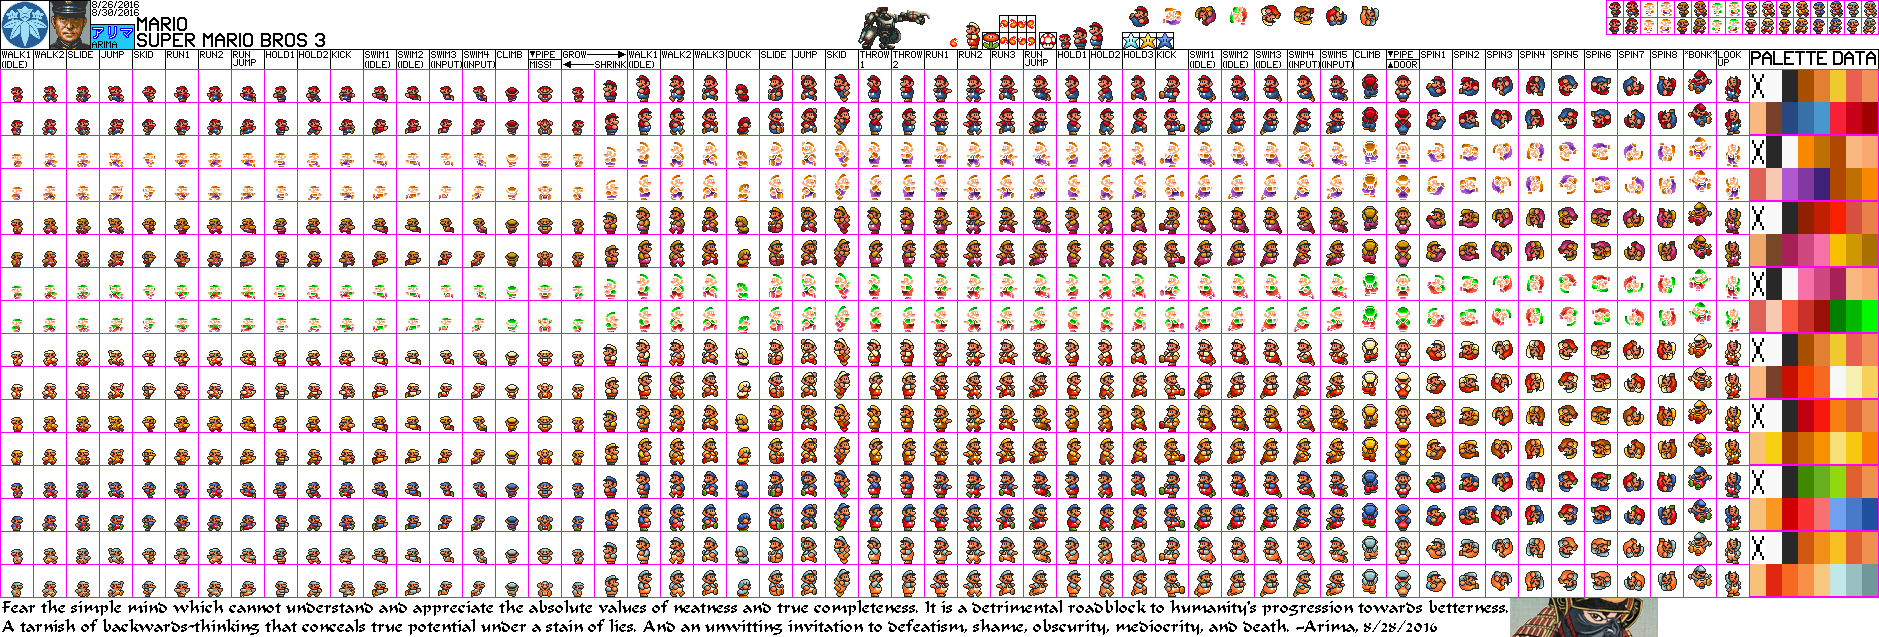 8/26/2016
8/30/2016
アリマ
ARIMA
MARIO
SUPER MARIO BROS 3
WALK1 (IDLE) WALK2 SLIDE JUMP SKID RUN1 RUN2 RUN JUMP HOLD1 HOLD2 KICK SWIM1 (IDLE) SWIM2 (IDLE) SWIM3 (INPUT) SWIM4 (INPUT) CLIMB ▼PIPE MISS! GROW→ ←SHRINK WALK1 (IDLE) WALK2 WALK3 DUCK SLIDE JUMP SKID THROW 1 THROW 2 RUN1 RUN2 RUN3 RUN JUMP HOLD1 HOLD2 HOLD3 KICK SWIM1 (IDLE) SWIM2 (IDLE) SWIM3 (IDLE) SWIM4 (INPUT) SWIM5 (INPUT) CLIMB ▼PIPE ▲DOOR SPIN1 SPIN2 SPIN3 SPIN4 SPIN5 SPIN6 SPIN7 SPIN8 "BONK" LOOK UP PALETTE DATA
X
X
X
X
X
X
X
X
Fear the simple mind which cannot understand and appreciate the absolute values of neatness and true completeness. It is a detrimental roadblock to humanity's progression towards betterness.
A tarnish of backwards-thinking that conceals true potential under a stain of lies. And an unwitting invitation to defeatism, shame, obscurity, mediocrity, and death. -Arima, 8/28/2016